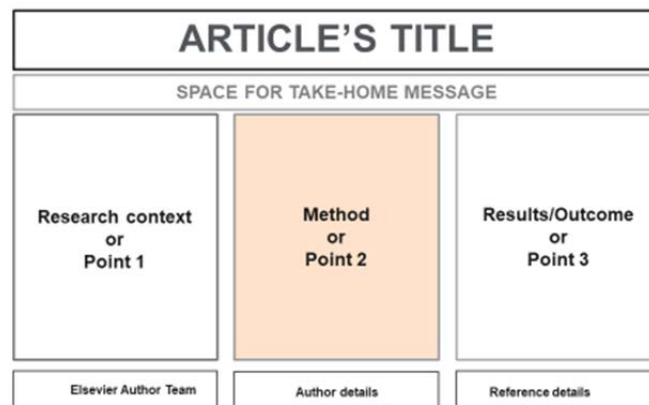 ARTICLE’S TITLE
SPACE FOR TAKE-HOME MESSAGE
Research context
or
Point 1
Method
or
Point 2
Results/Outcome
or
Point 3
Elsevier Author Team
Author details
Reference details